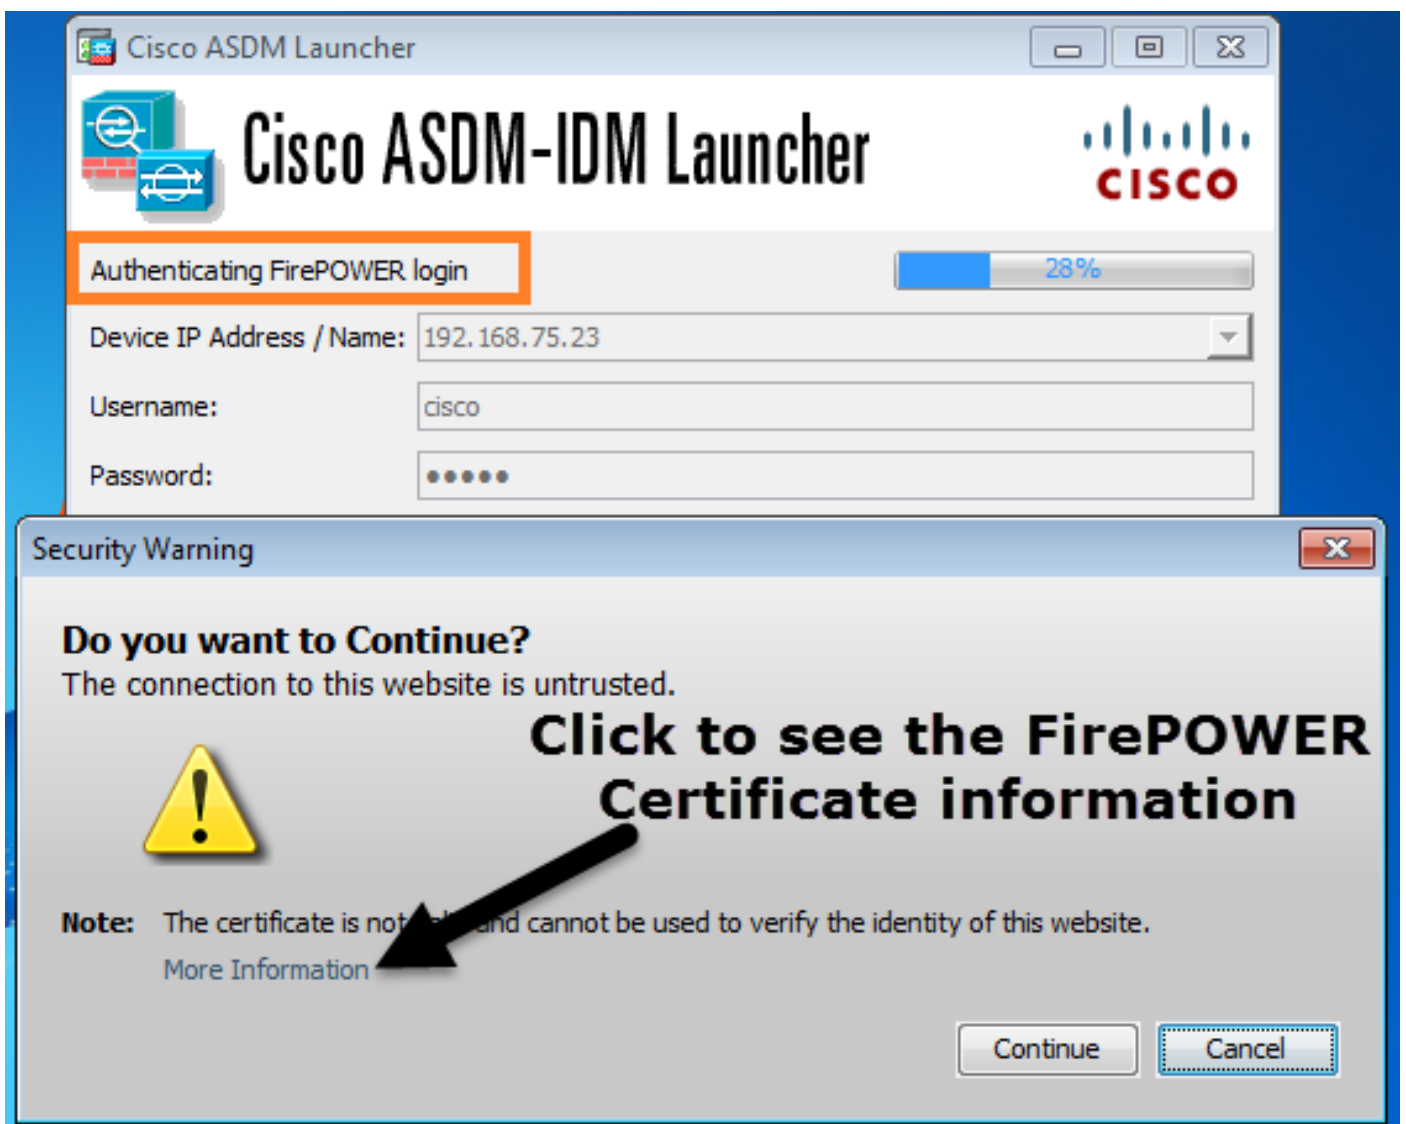 Cisco ASDM Launcher
Cisco ASDM-IDM Launcher
CISCO
Authenticating FirePOWER login
28%
Device IP Address / Name: 192.168.75.23
Username: cisco
Password: •••••
Security Warning
Do you want to Continue?
The connection to this website is untrusted.
Click to see the FirePOWER
Certificate information
Note: The certificate is not and cannot be used to verify the identity of this website.
More Information
Continue Cancel